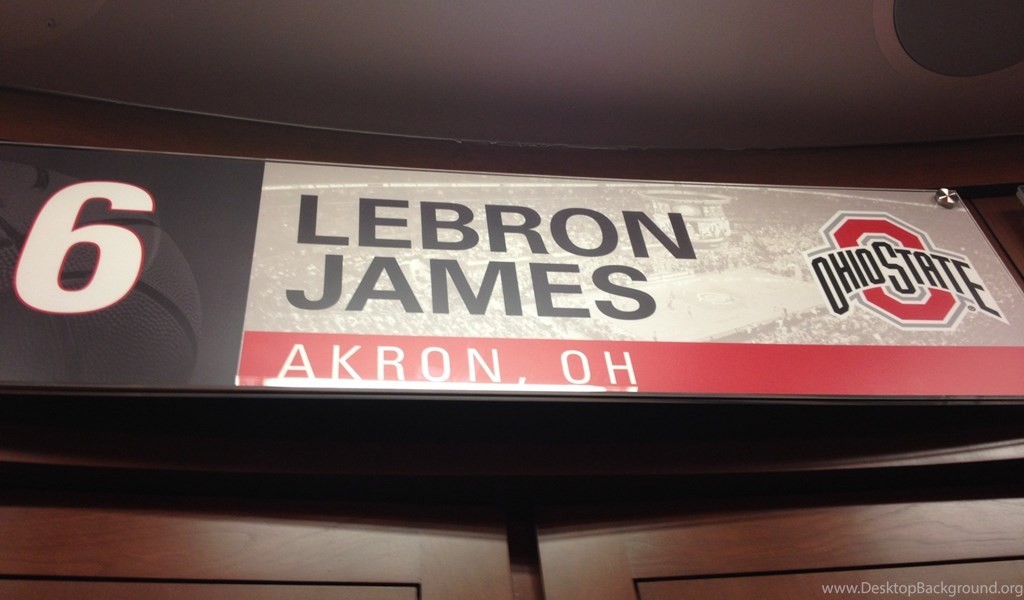 6
LEBRON
JAMES
AKRON, OH
OHIO STATE
®
www.DesktopBackground.org